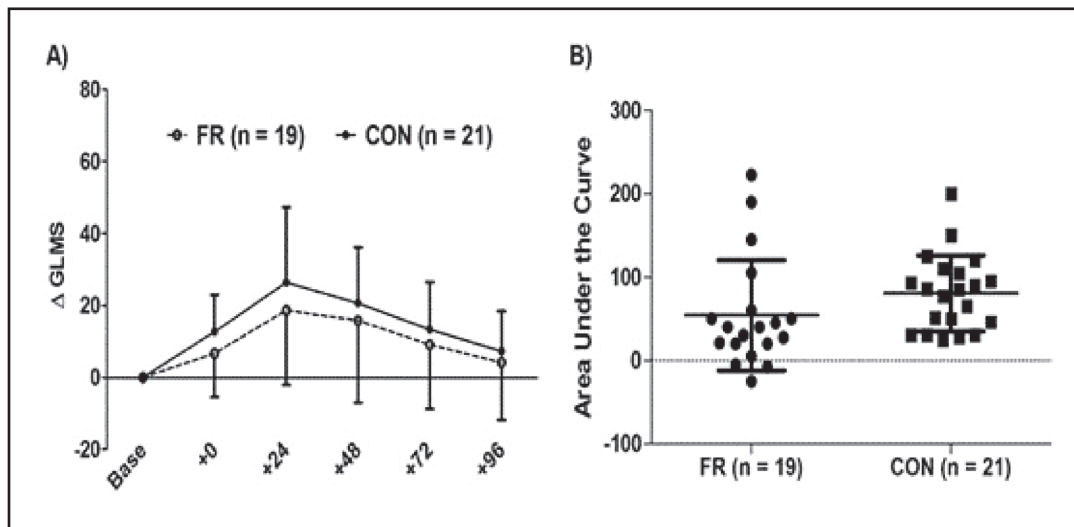 A)
80
60
40
20
0
-20
Δ GLMS
FR (n = 19) CON (n = 21)
Base +0 +24 +48 +72 +96
B)
300
200
100
0
-100
Area Under the Curve
FR (n = 19) CON (n = 21)